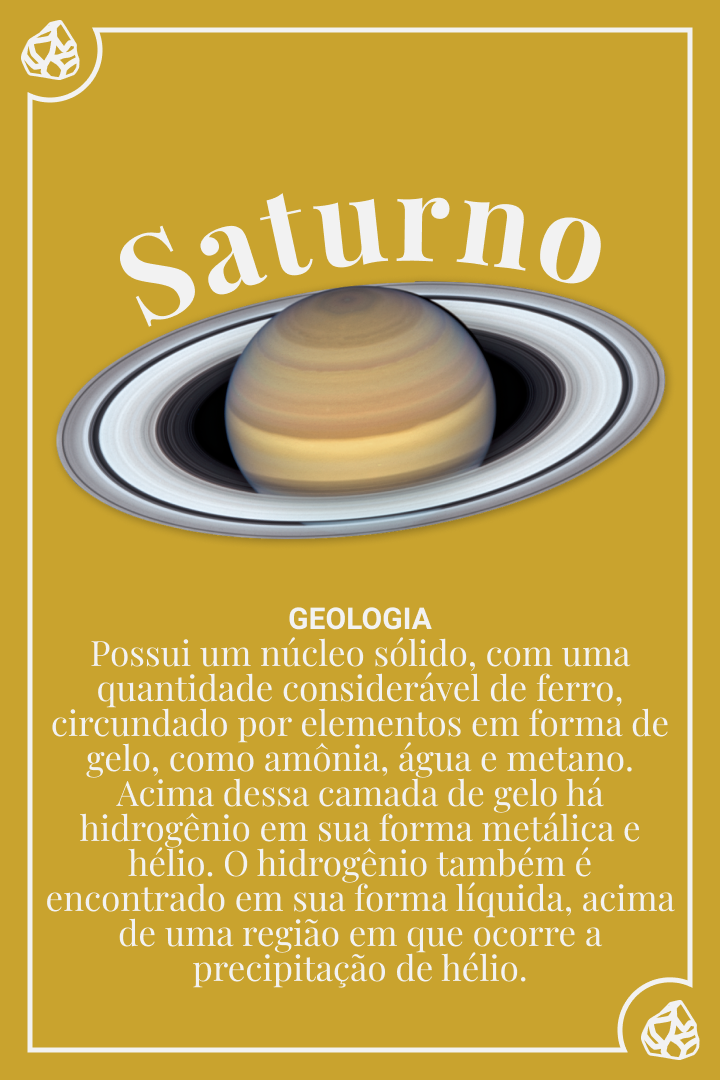 Saturno
GEOLOGIA
Possui um núcleo sólido, com uma
quantidade considerável de ferro,
circundado por elementos em forma de
gelo, como amônia, água e metano.
Acima dessa camada de gelo há
hidrogênio em sua forma metálica e
hélio. O hidrogênio também é
encontrado em sua forma líquida, acima
de uma região em que ocorre a
precipitação de hélio.